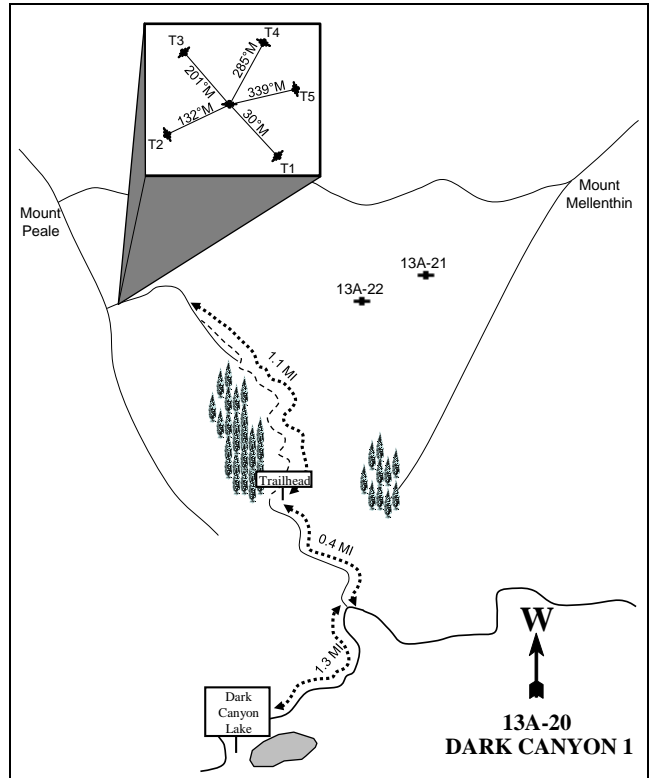 T3
T4
201°M
285°M
339°M
T5
132°M
30°M
T2
T1
Mount
Peale
Mount
Mellenthin
13A-21
13A-22
1.1 MI
Trailhead
0.4 MI
1.3 MI
W
Dark
Canyon
Lake
13A-20
DARK CANYON 1